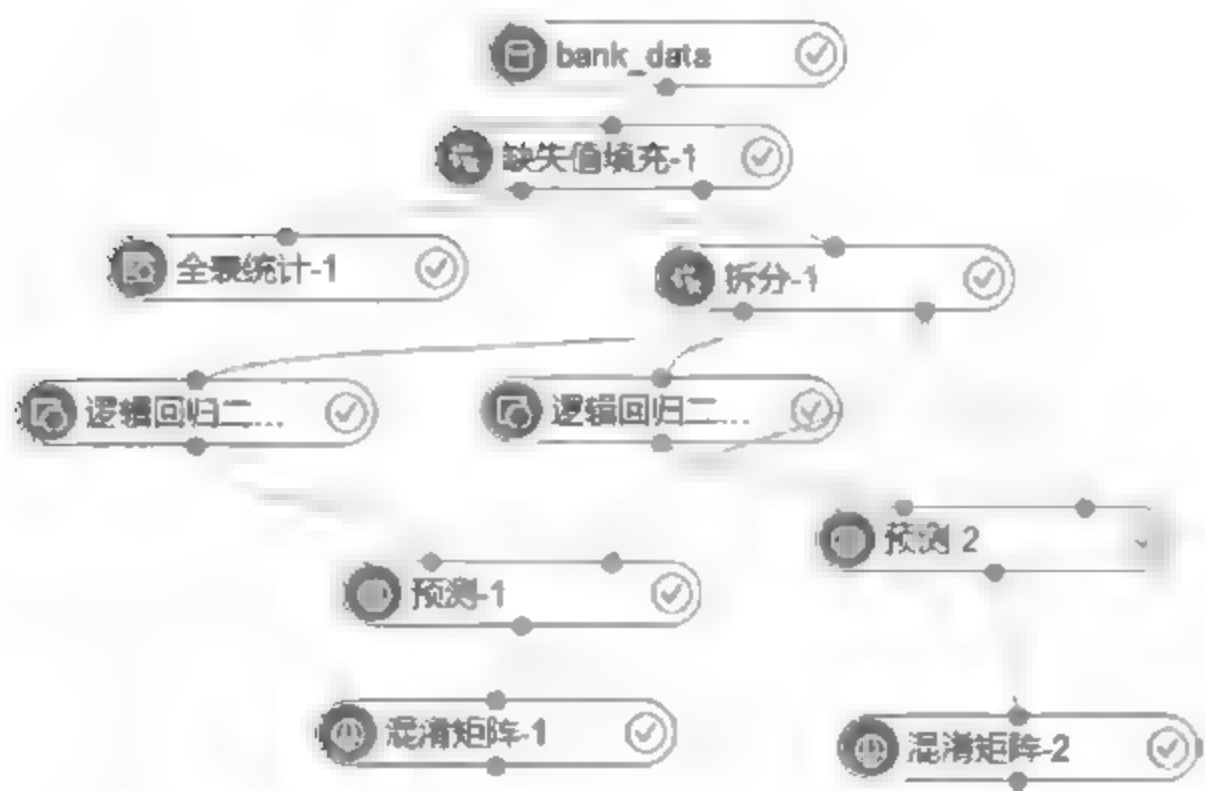 bank_data
缺失值填充-1
全表统计-1
拆分-1
逻辑回归二...
逻辑回归二...
预测 2
预测-1
混淆矩阵-1
混淆矩阵-2